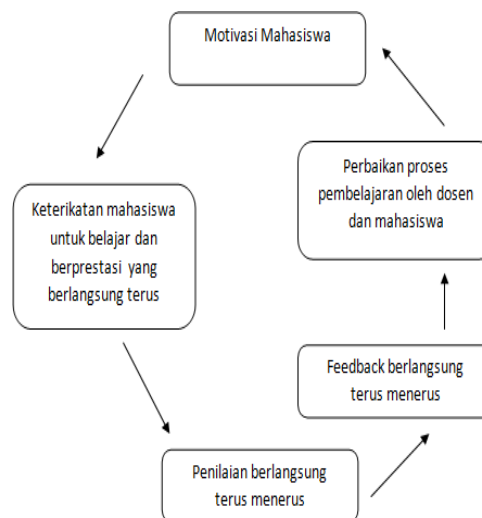 Motivasi Mahasiswa
Keterikatan mahasiswa
untuk belajar dan
berprestasi yang
berlangsung terus
Penilaian berlangsung
terus menerus
Feedback berlangsung
terus menerus
Perbaikan proses
pembelajaran oleh dosen
dan mahasiswa